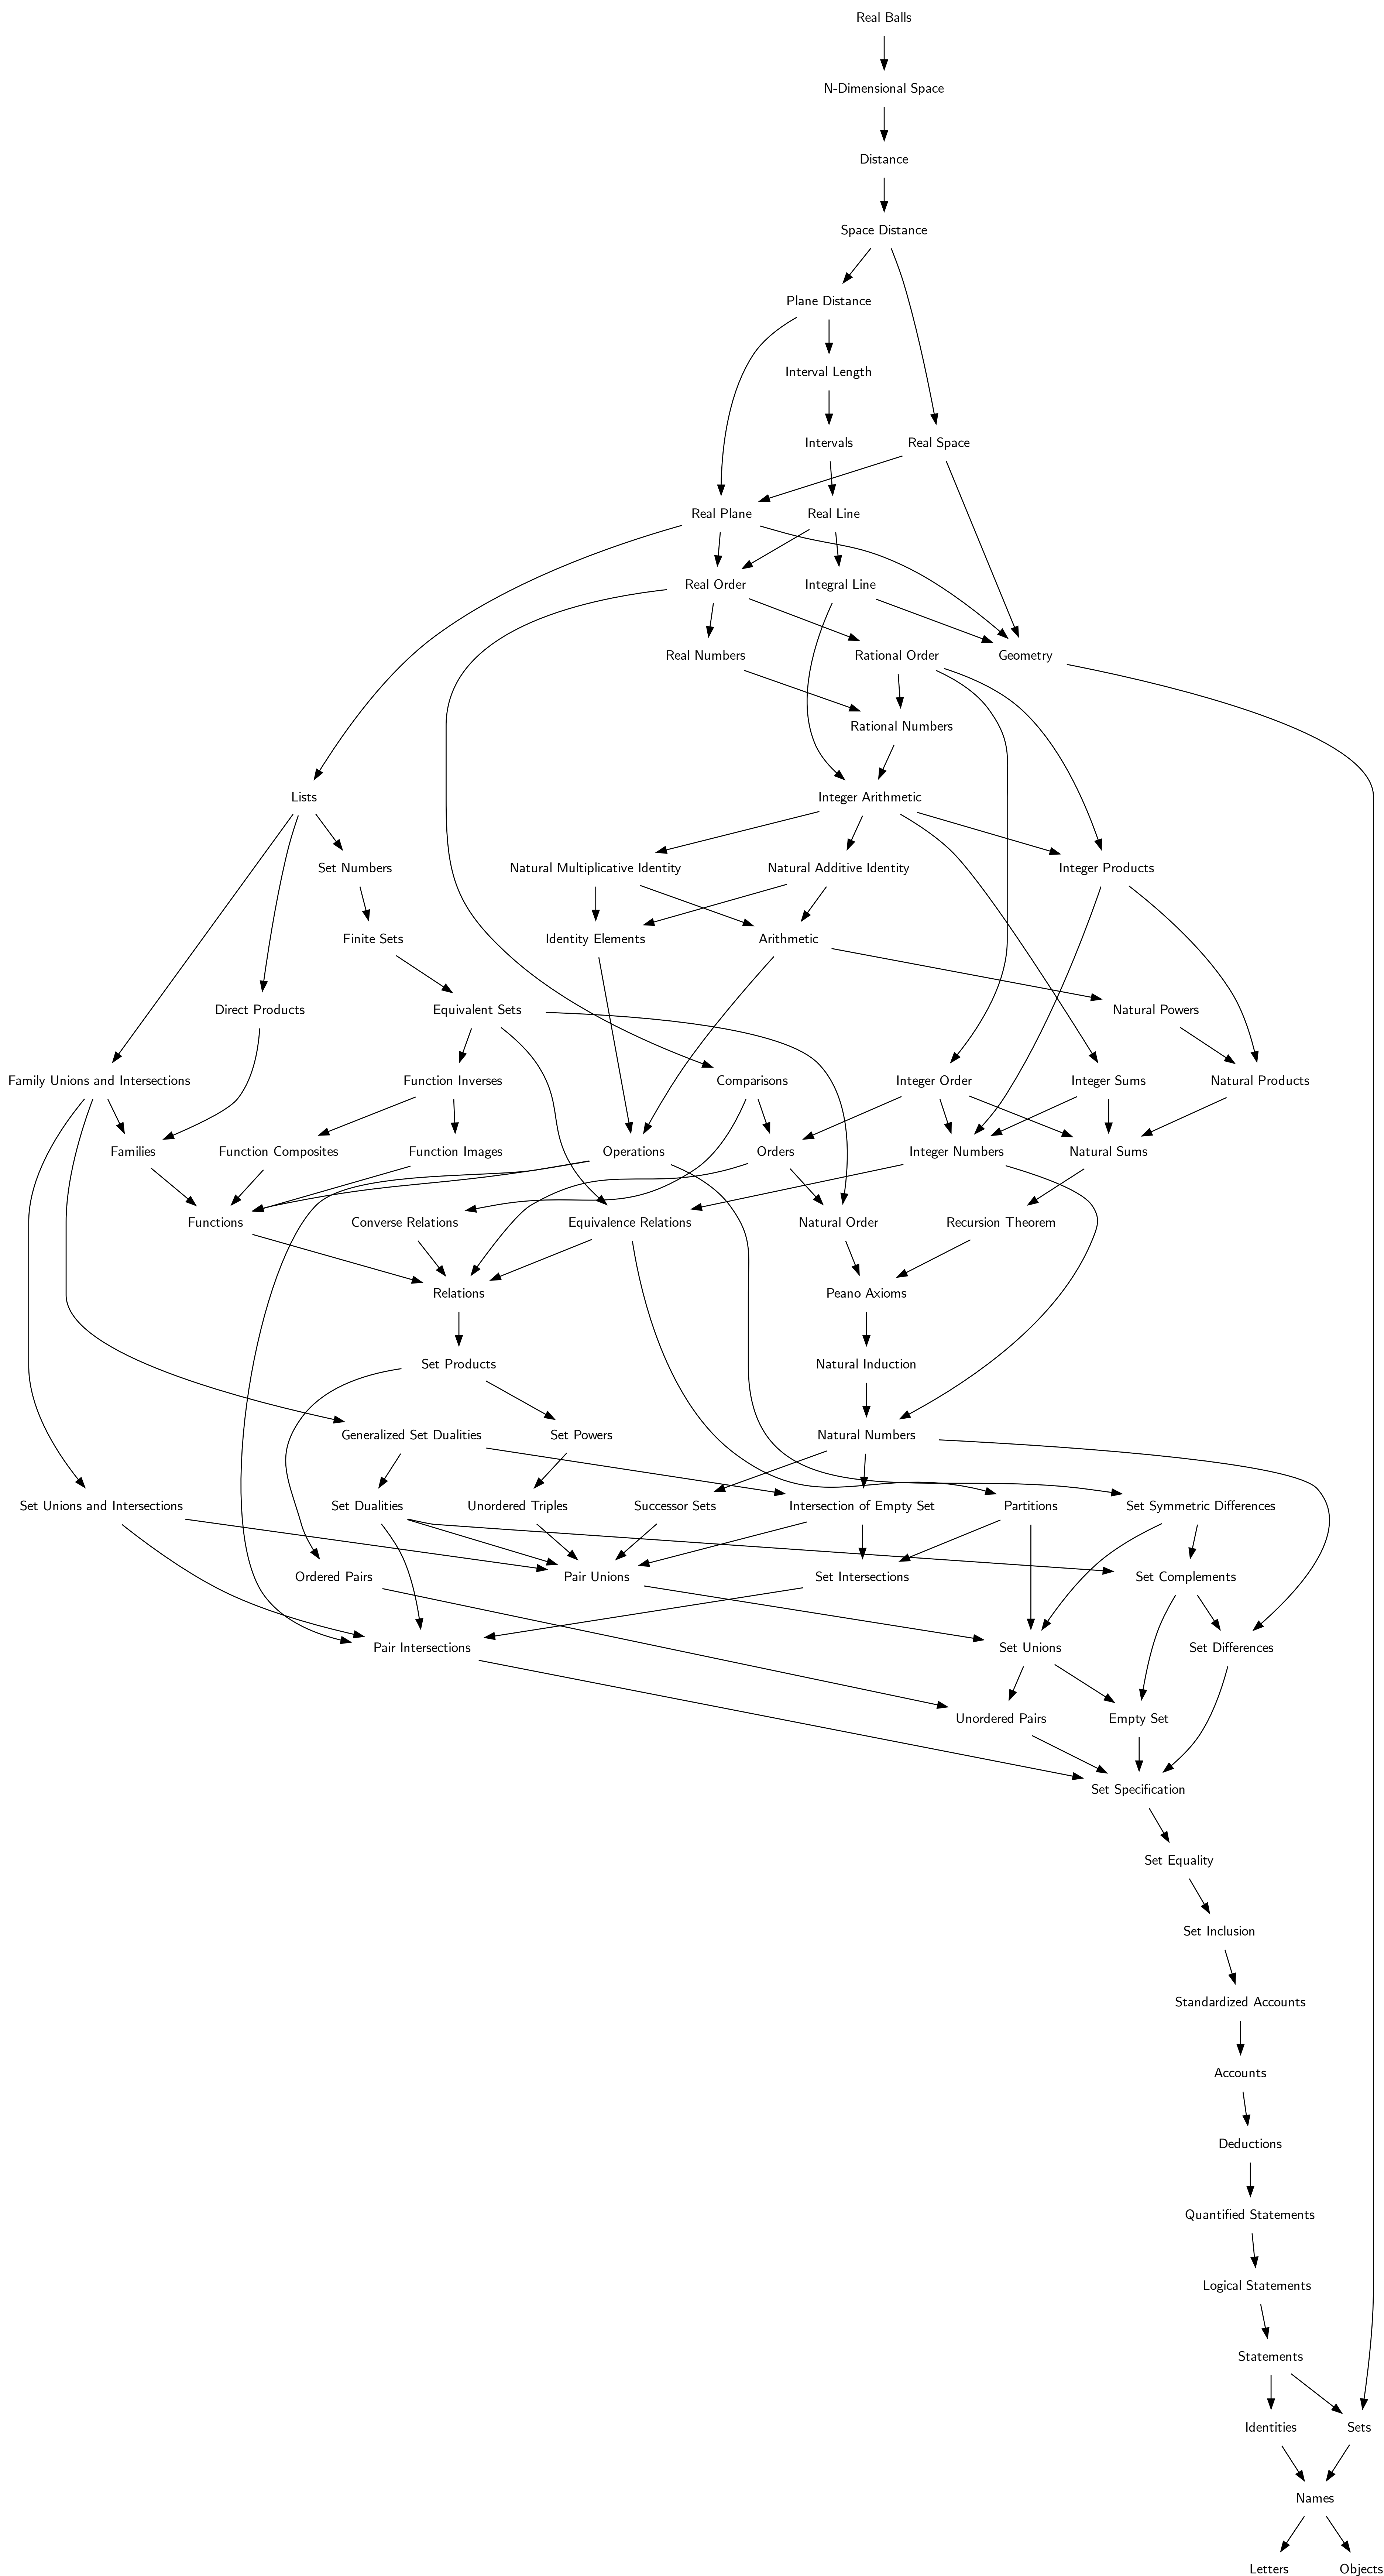 Real Balls
N-Dimensional Space
Distance
Space Distance
Plane Distance
Interval Length
Intervals
Real Space
Real Plane
Real Line
Real Order
Integral Line
Real Numbers
Rational Order
Geometry
Rational Numbers
Lists
Integer Arithmetic
Set Numbers
Natural Multiplicative Identity
Natural Additive Identity
Integer Products
Finite Sets
Identity Elements
Arithmetic
Direct Products
Equivalent Sets
Natural Powers
Family Unions and Intersections
Function Inverses
Comparisons
Integer Order
Integer Sums
Natural Products
Families
Function Composites
Function Images
Operations
Orders
Integer Numbers
Natural Sums
Functions
Converse Relations
Equivalence Relations
Natural Order
Recursion Theorem
Relations
Peano Axioms
Set Products
Natural Induction
Generalized Set Dualities
Set Powers
Natural Numbers
Set Unions and Intersections
Set Dualities
Unordered Triples
Successor Sets
Intersection of Empty Set
Partitions
Set Symmetric Differences
Ordered Pairs
Pair Unions
Set Intersections
Set Complements
Pair Intersections
Set Unions
Set Differences
Unordered Pairs
Empty Set
Set Specification
Set Equality
Set Inclusion
Standardized Accounts
Accounts
Deductions
Quantified Statements
Logical Statements
Statements
Identities
Sets
Names
Letters
Objects